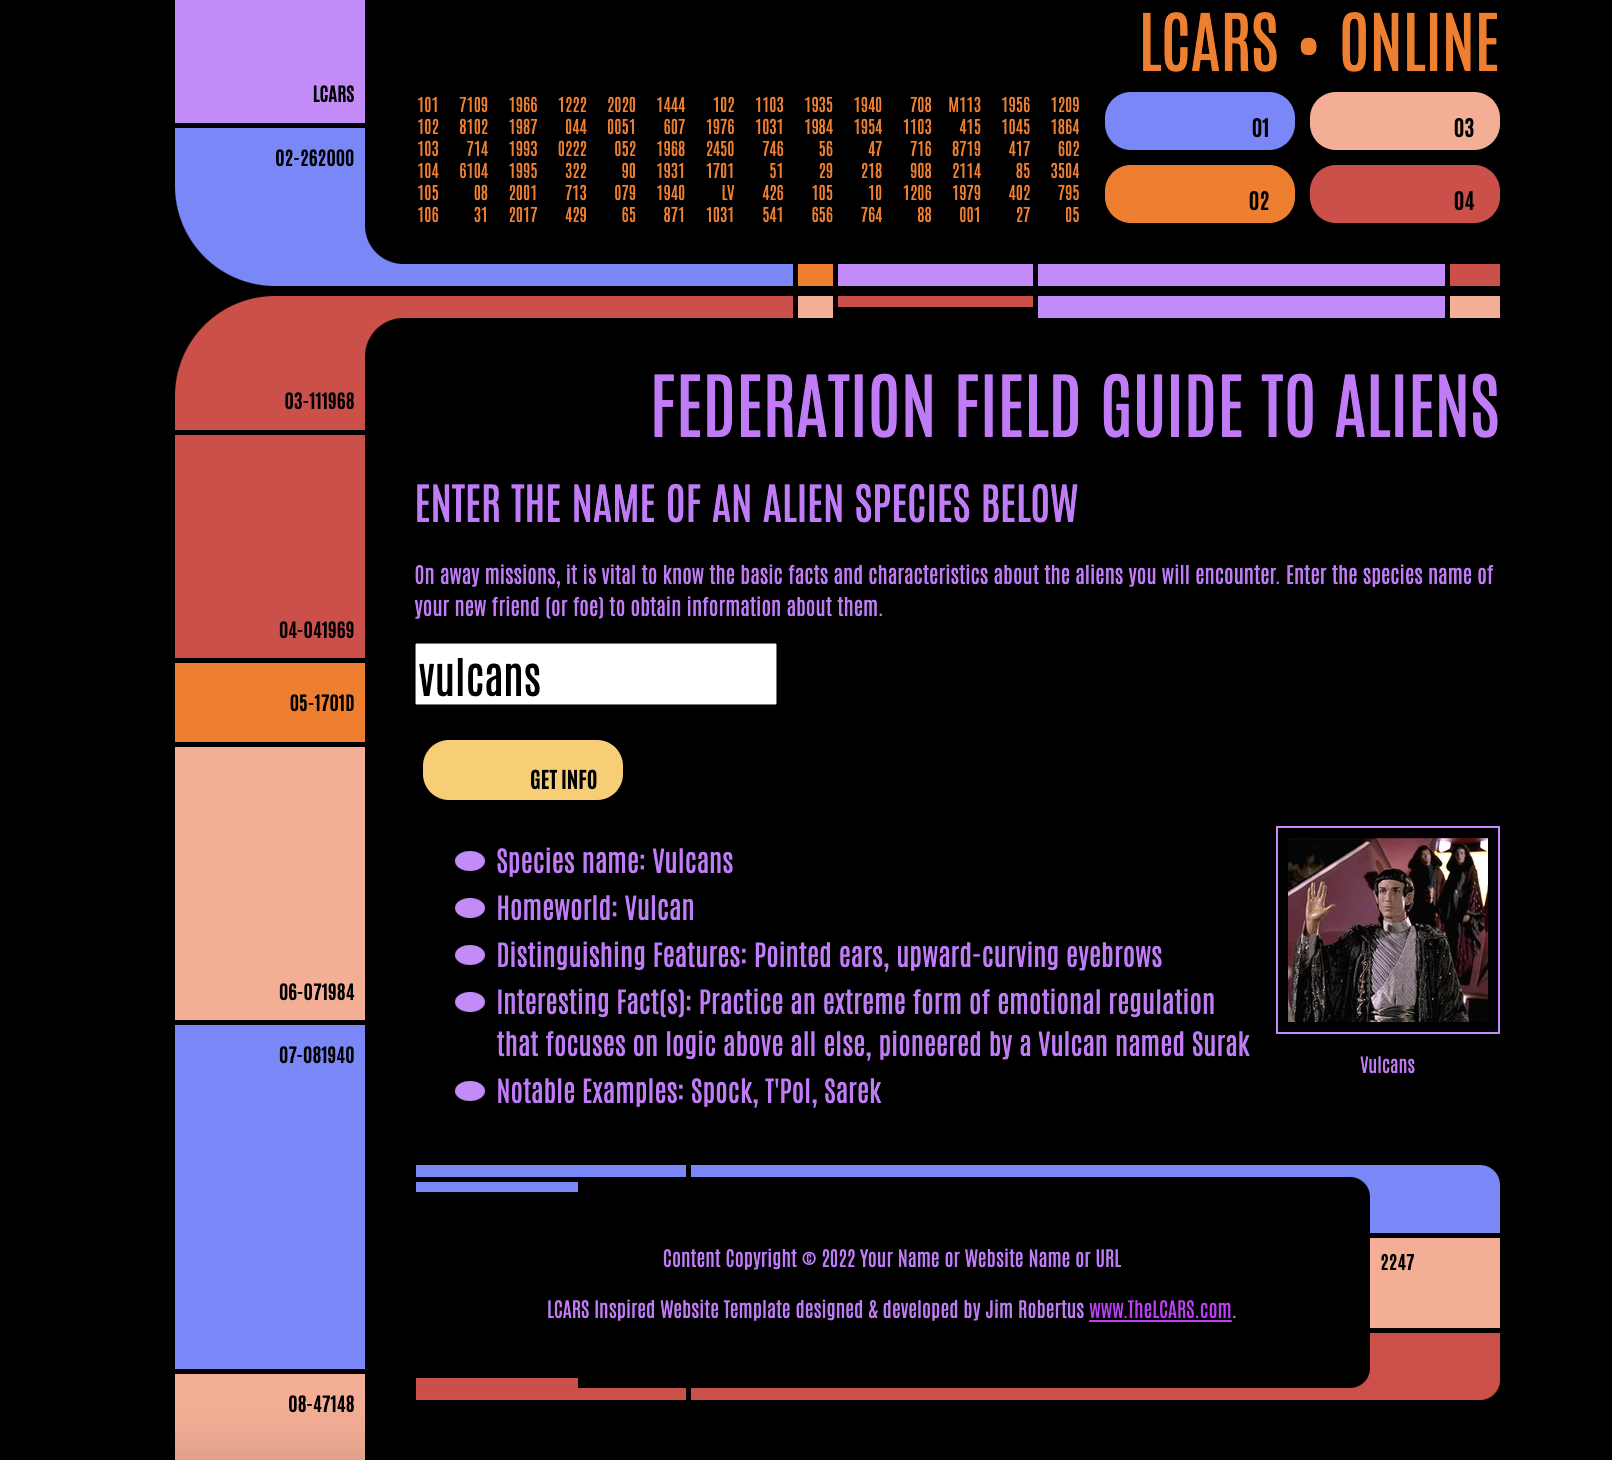 LCARS
LCARS • ONLINE
02-262000
101 7109 1966 1222 2020 1444 102 1103 1935 1940 708 M113 1956 1209
102 8102 1987 044 0051 607 1976 1031 1984 1954 1103 415 1045 1864
103 714 1993 0222 052 1968 2450 746 56 47 716 8719 417 602
104 6104 1995 322 90 1931 1701 51 29 218 908 2114 85 3504
105 08 2001 713 079 1940 LV 426 105 10 1206 1979 402 795
106 31 2017 429 65 871 1031 541 656 764 88 001 27 05
01
03
02
04
03-111968
FEDERATION FIELD GUIDE TO ALIENS
ENTER THE NAME OF AN ALIEN SPECIES BELOW
On away missions, it is vital to know the basic facts and characteristics about the aliens you will encounter. Enter the species name of
your new friend (or foe) to obtain information about them.
04-041969
vulcans
05-1701D
GET INFO
Species name: Vulcans
Homeworld: Vulcan
Distinguishing Features: Pointed ears, upward-curving eyebrows
Interesting Fact(s): Practice an extreme form of emotional regulation
that focuses on logic above all else, pioneered by a Vulcan named Surak
Notable Examples: Spock, T'Pol, Sarek
Vulcans
06-071984
07-081940
Content Copyright © 2022 Your Name or Website Name or URL
2247
LCARS Inspired Website Template designed & developed by Jim Robertus www.TheLCARS.com.
08-47148